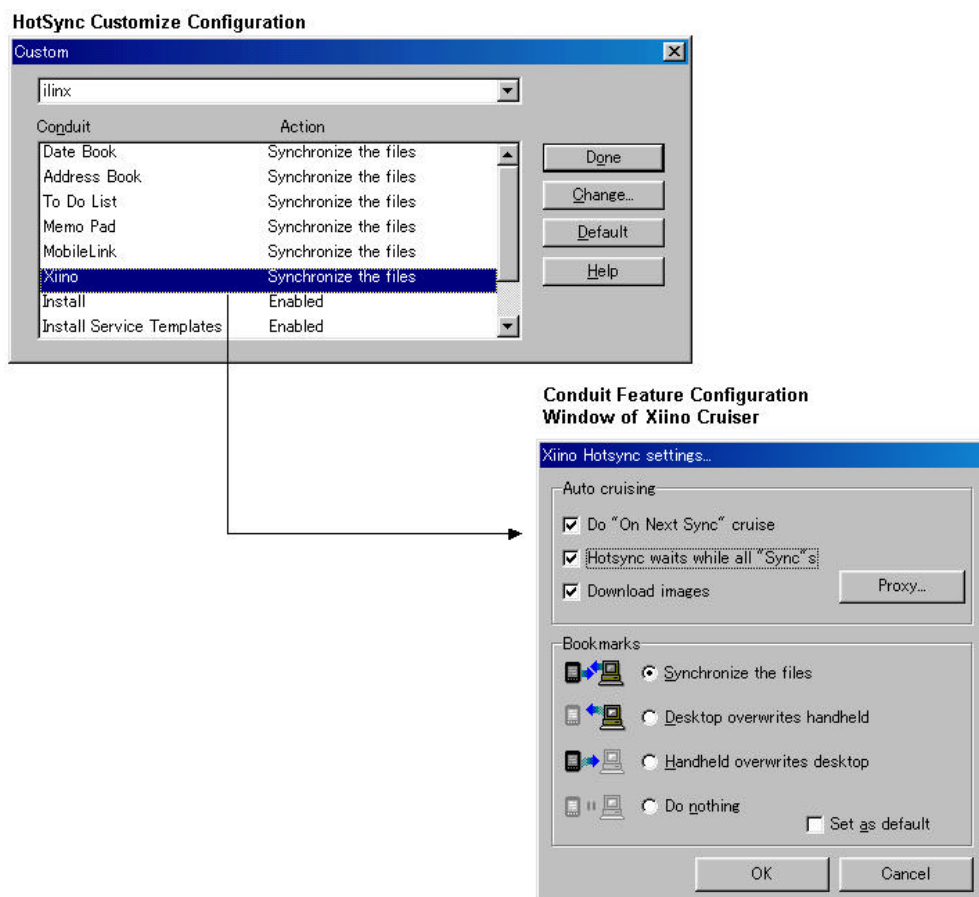 HotSync Customize Configuration
Custom
ilinx
Conduit Action
Date Book Synchronize the files
Address Book Synchronize the files
To Do List Synchronize the files
Memo Pad Synchronize the files
MobileLink Synchronize the files
Xiino Synchronize the files
Install Enabled
Install Service Templates Enabled
Done
Change...
Default
Help
Conduit Feature Configuration
Window of Xiino Cruiser
Xiino Hotsync settings...
Auto cruising
Do "On Next Sync" cruise
Hotsync waits while all "Sync"s
Download images
Proxy...
Bookmarks
Synchronize the files
Desktop overwrites handheld
Handheld overwrites desktop
Do nothing
Set as default
OK
Cancel